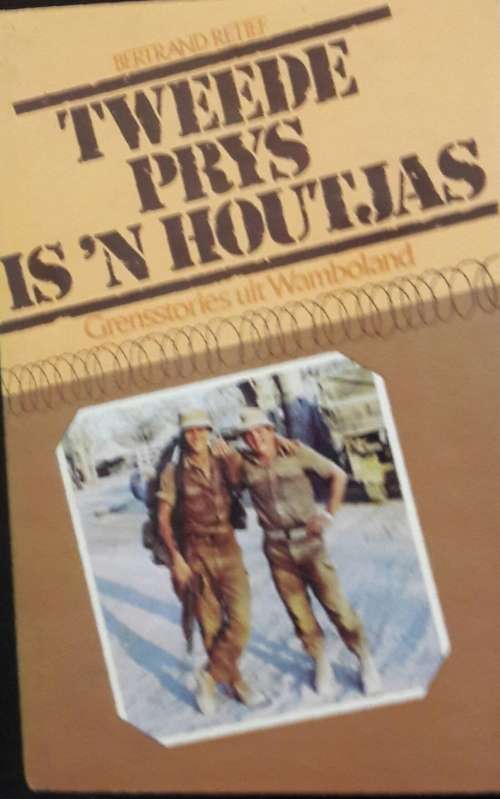 BERTRAND RETIEF
TWEEDE
PRYS
IS 'N HOUTJAS
Grensstories uit Wamboland